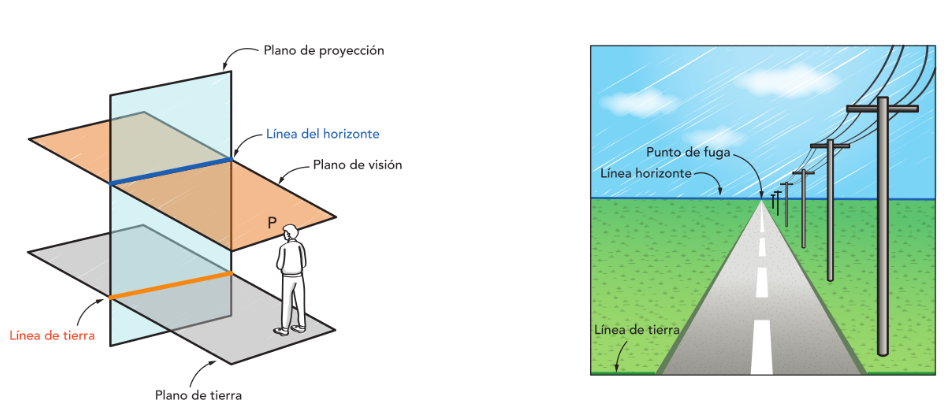 Plano de proyección
Línea del horizonte
Plano de visión
P
Línea de tierra
Plano de tierra
Punto de fuga
Línea horizonte
Línea de tierra